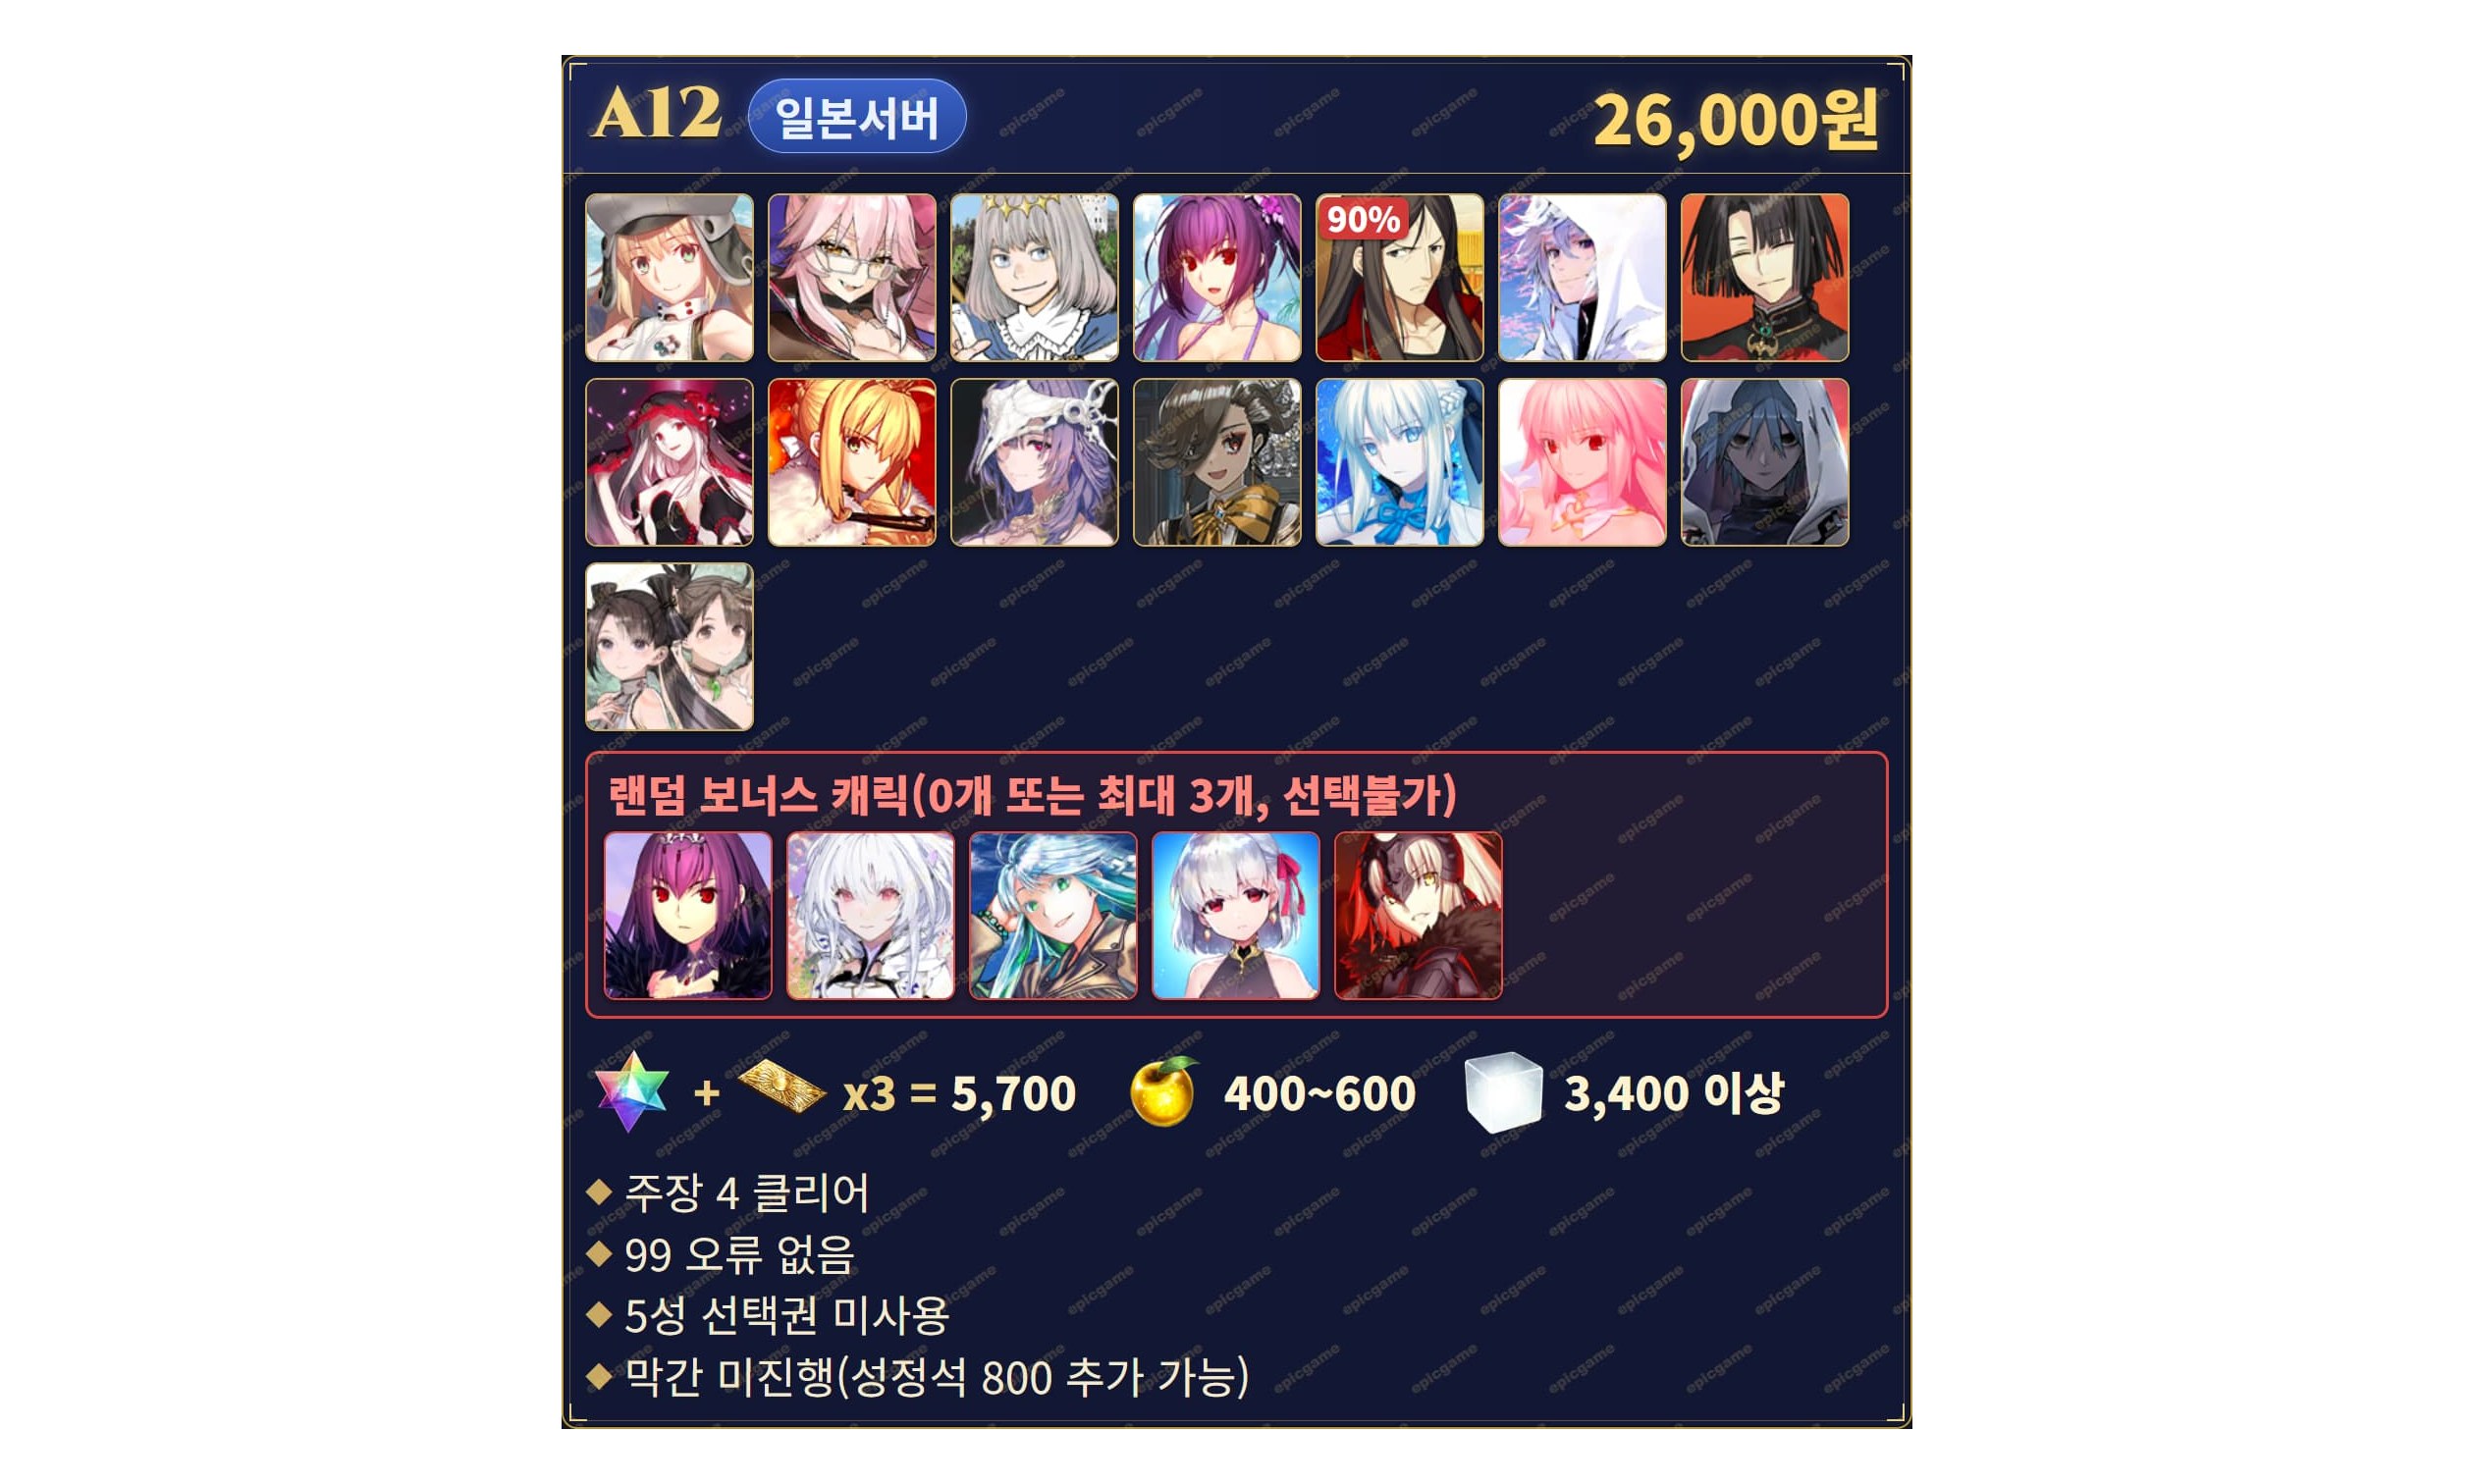 A12 일본서버 26,000원
90%
랜덤 보너스 캐릭(0개 또는 최대 3개, 선택불가)
+ x3 = 5,700 400~600 3,400 이상
주장 4 클리어
99 오류 없음
5성 선택권 미사용
막간 미진행(성정석 800 추가 가능)
epicgame